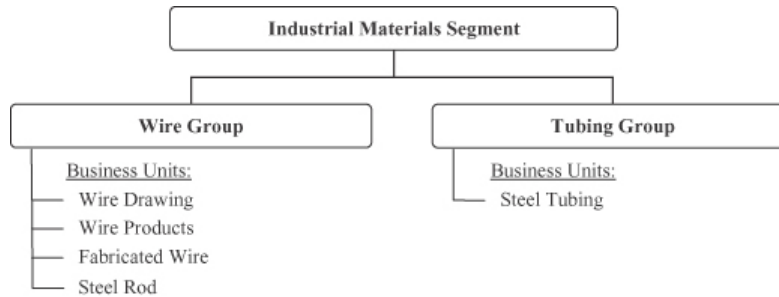 Industrial Materials Segment
Wire Group
Business Units:
Wire Drawing
Wire Products
Fabricated Wire
Steel Rod
Tubing Group
Business Units:
Steel Tubing